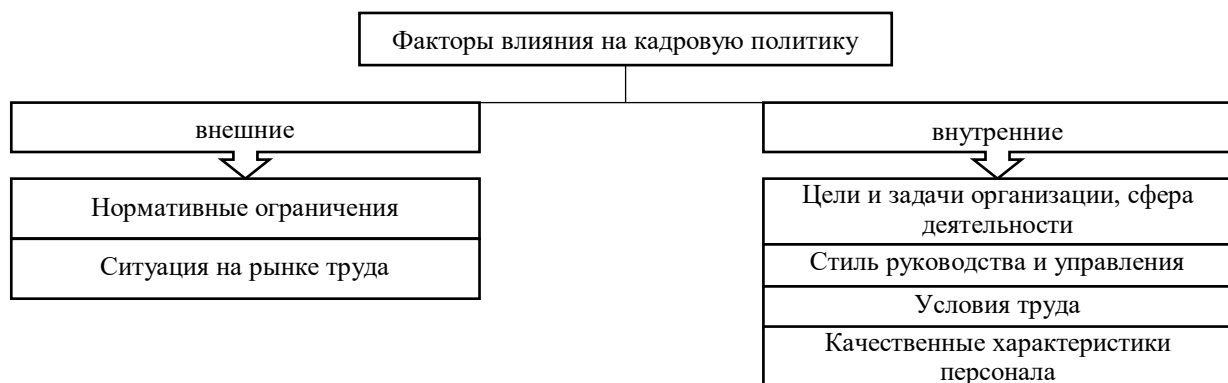 Факторы влияния на кадровую политику
внешние
Нормативные ограничения
Ситуация на рынке труда
внутренние
Цели и задачи организации, сфера
деятельности
Стиль руководства и управления
Условия труда
Качественные характеристики
персонала